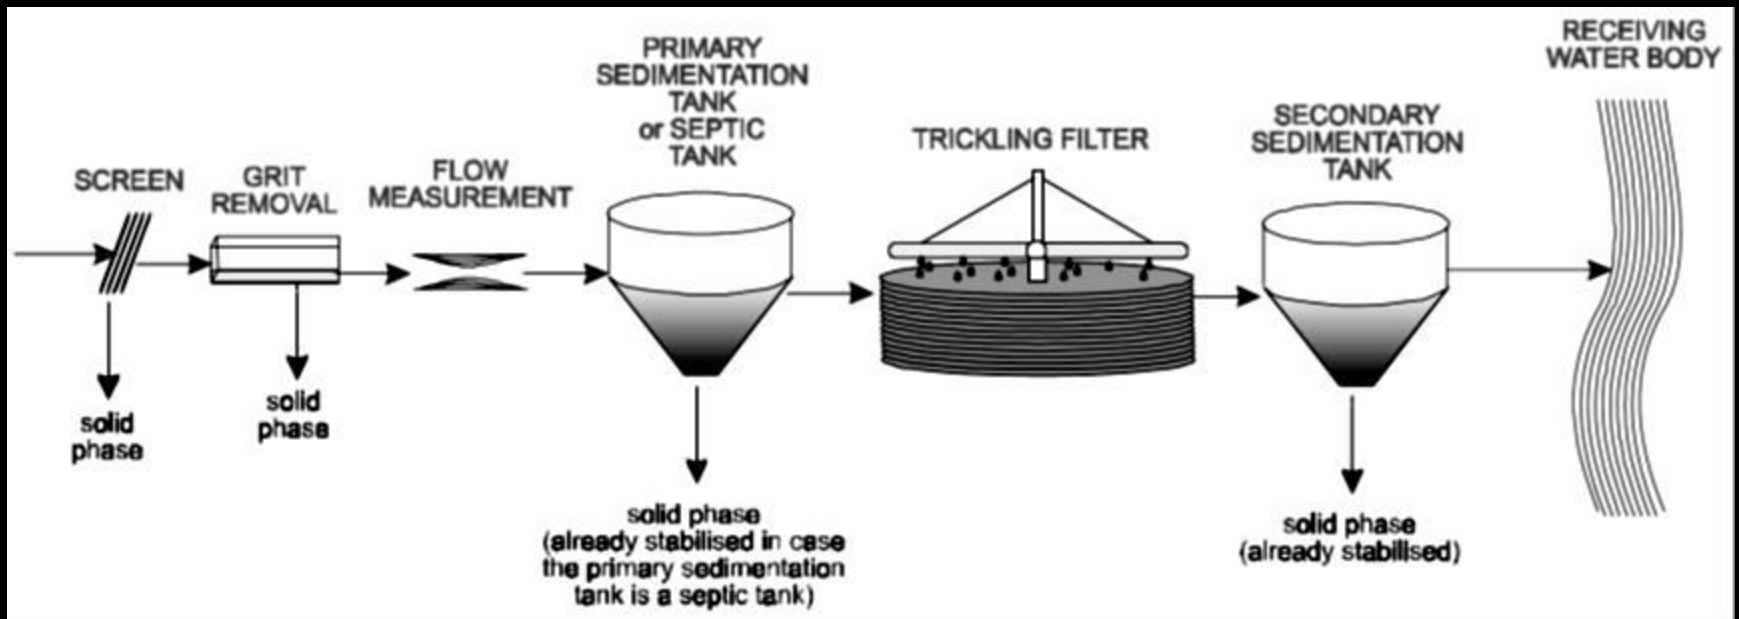 SCREEN
GRIT
REMOVAL
FLOW
MEASUREMENT
PRIMARY
SEDIMENTATION
TANK
or SEPTIC
TANK
TRICKLING FILTER
SECONDARY
SEDIMENTATION
TANK
RECEIVING
WATER BODY
solid
phase
solid
phase
solid phase
(already stabilised in case
the primary sedimentation
tank is a septic tank)
solid phase
(already stabilised)